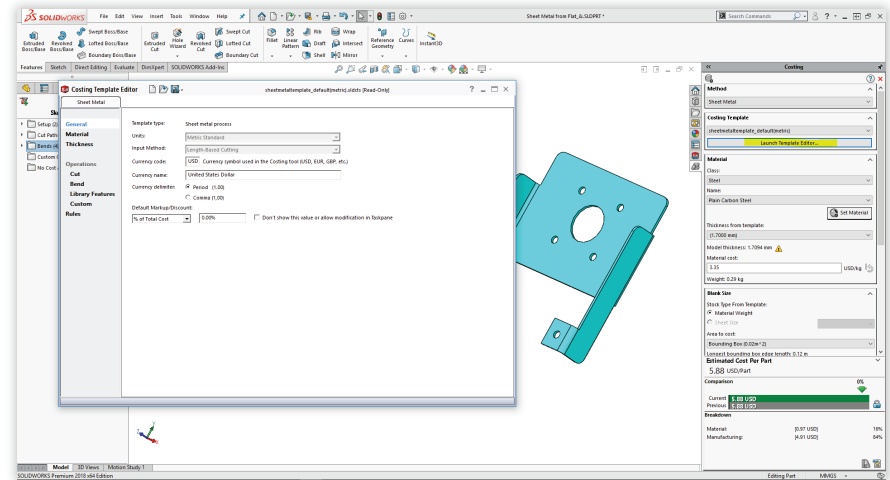 SOLIDWORKS File Edit View Insert Tools Window Help
Sheet Metal from Flat_&.SLDPRT *
Search Commands
Extruded Boss/Base
Revolved Boss/Base
Swept Boss/Base
Lofted Boss/Base
Boundary Boss/Base
Extruded Cut
Hole Wizard
Revolved Cut
Swept Cut
Lofted Cut
Boundary Cut
Fillet
Linear Pattern
Rib
Draft
Shell
Wrap
Intersect
Mirror
Reference Geometry
Curves
Instant3D
Features Sketch Direct Editing Evaluate DimXpert SOLIDWORKS Add-Ins
Setup (2)
Cut Path
Bends (4)
Custom
No Cost
Costing Template Editor
sheetmetaltemplate_default(metric).sldcts [Read-Only]
Sheet Metal
General
Material
Thickness
Operations
Cut
Bend
Library Features
Custom
Rules
Template type: Sheet metal process
Units: Metric Standard
Input Method: Length-Based Cutting
Currency code: USD Currency symbol used in the Costing tool (USD, EUR, GBP, etc.)
Currency name: United States Dollar
Currency delimiter: Period (1.00)
Comma (1,00)
Default Markup/Discount:
% of Total Cost 0.00% Don't show this value or allow modification in Taskpane
Costing
Method
Sheet Metal
Costing Template
sheetmetaltemplate_default(metric)
Launch Template Editor...
Material
Class:
Steel
Name:
Plain Carbon Steel
Set Material
Thickness from template:
(1.7000 mm)
Model thickness: 1.7094 mm
Material cost:
3.35 USD/kg
Weight: 0.29 kg
Blank Size
Stock Type From Template:
Material Weight
Sheet Size
Area to cost:
Bounding Box (0.02m^2)
Longest bounding box edge length: 0.12 m
Estimated Cost Per Part
5.88 USD/Part
Comparison 0%
Current 5.88 USD
Previous 5.88 USD
Breakdown
Material: [0.97 USD] 16%
Manufacturing: [4.91 USD] 84%
Model 3D Views Motion Study 1
SOLIDWORKS Premium 2018 x64 Edition
Editing Part MMGS